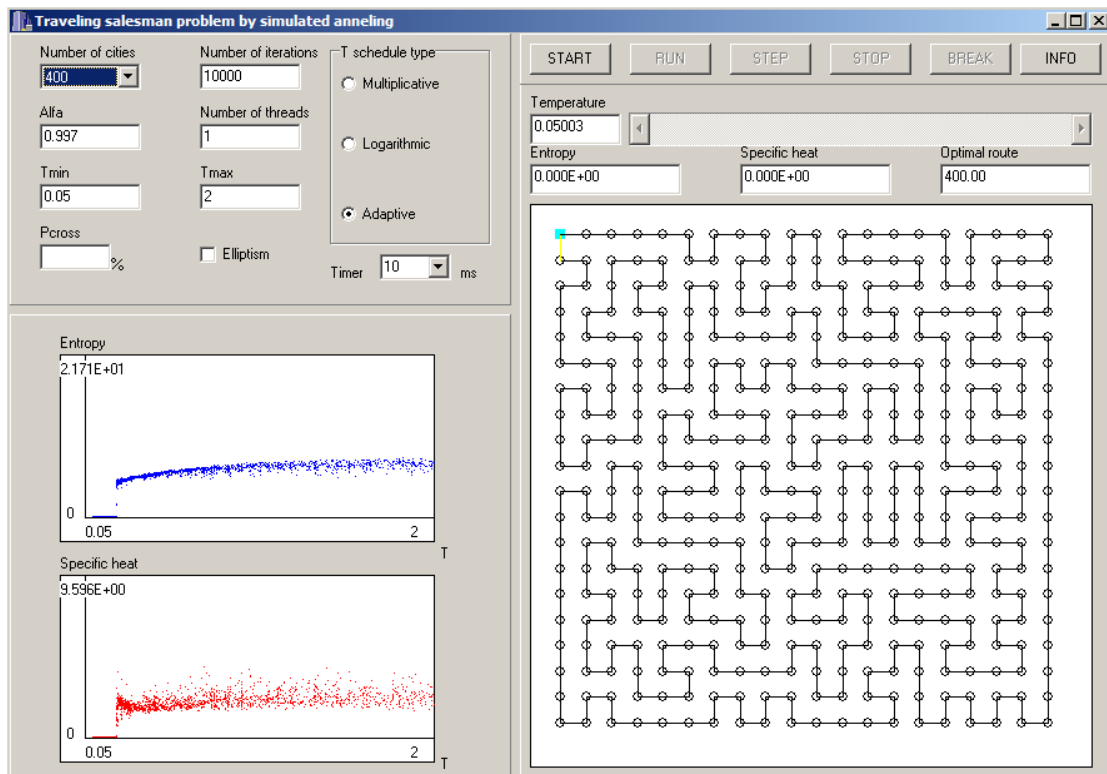 Traveling salesman problem by simulated anneling
Number of cities
400
Number of iterations
10000
T schedule type
Multiplicative
Logarithmic
Adaptive
Alfa
0.997
Number of threads
1
Tmin
0.05
Tmax
2
Pcross
%
Elliptism
Timer
10
ms
START
RUN
STEP
STOP
BREAK
INFO
Temperature
0.05003
Entropy
0.000E+00
Specific heat
0.000E+00
Optimal route
400.00
Entropy
2.171E+01
0
0.05
2
T
Specific heat
9.596E+00
0
0.05
2
T